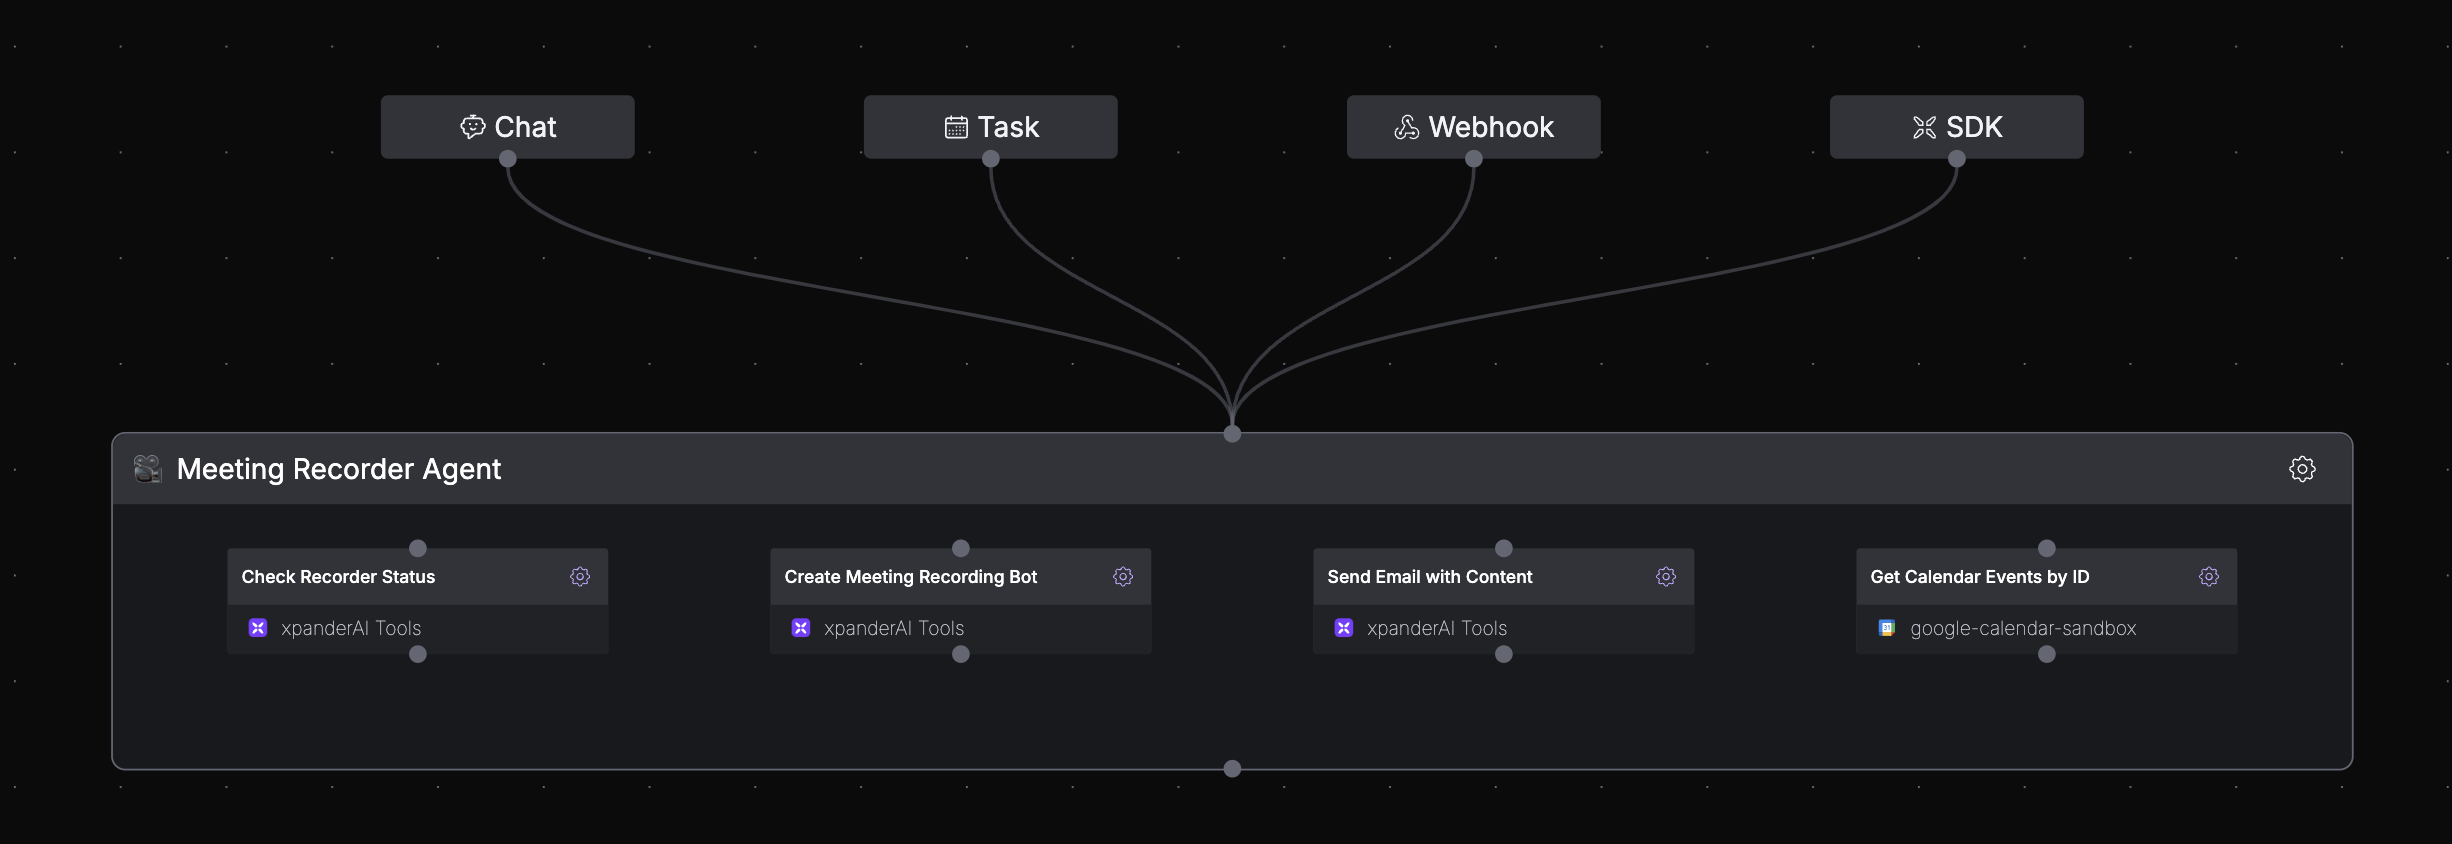 Chat
Task
Webhook
SDK
Meeting Recorder Agent
Check Recorder Status
xpanderAI Tools
Create Meeting Recording Bot
xpanderAI Tools
Send Email with Content
xpanderAI Tools
Get Calendar Events by ID
31
google-calendar-sandbox